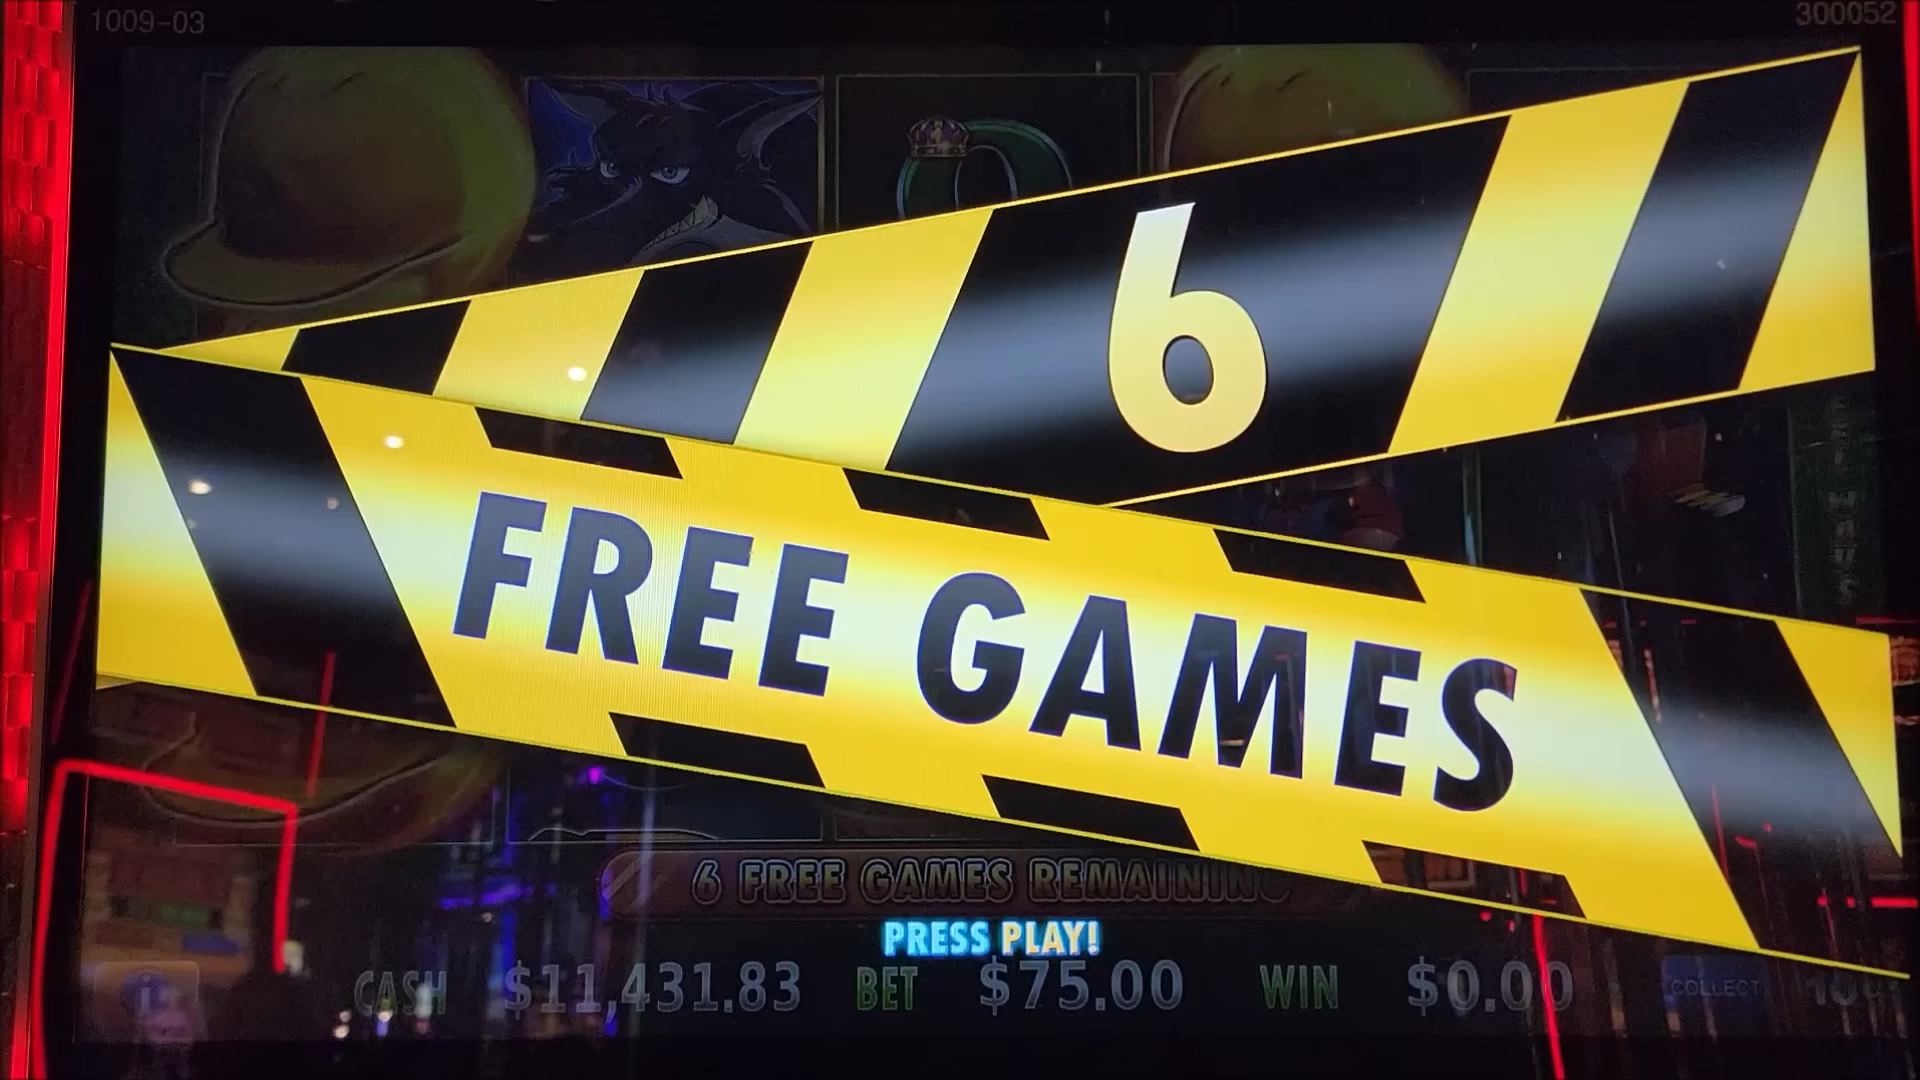 1009-03
300052
6
FREE GAMES
6 FREE GAMES REMAINING
PRESS PLAY!
CASH $11,431.83 BET $75.00 WIN $0.00 COLLECT